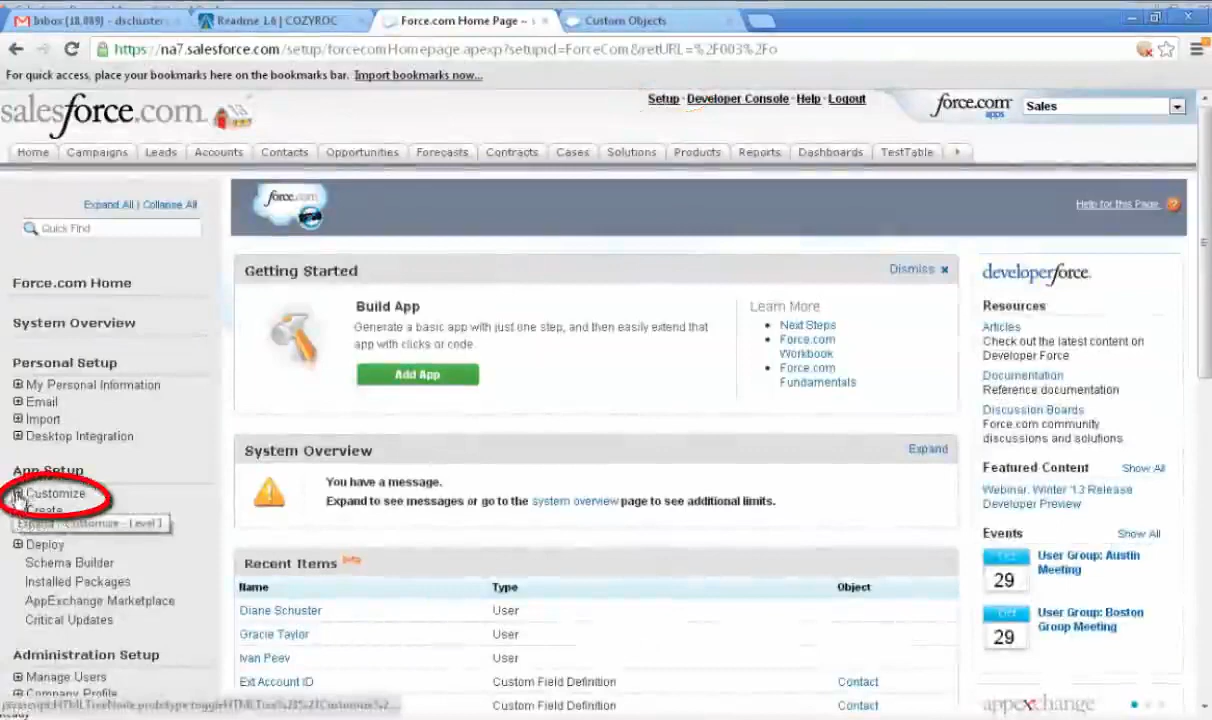 Inbox (18,889) - dschuster
Readme 1.6 | COZYROC
Force.com Home Page ~
Custom Objects
https://na7.salesforce.com/setup/forcecomHomepage.apexp?setupid=ForceCom&retURL=%2F003%2Fo
For quick access, place your bookmarks here on the bookmarks bar. Import bookmarks now...
salesforce.com
Setup · Developer Console · Help · Logout
force.com apps
Sales
Home Campaigns Leads Accounts Contacts Opportunities Forecasts Contracts Cases Solutions Products Reports Dashboards TestTable
Expand All | Collapse All
Quick Find
Force.com Home
System Overview
Personal Setup
My Personal Information
Email
Import
Desktop Integration
App Setup
Customize
Create
Expand - Customize - Level 1
Deploy
Schema Builder
Installed Packages
AppExchange Marketplace
Critical Updates
Administration Setup
Manage Users
Company Profile
force.com
Help for this Page
Getting Started
Dismiss
Build App
Generate a basic app with just one step, and then easily extend that
app with clicks or code.
Add App
Learn More
Next Steps
Force.com
Workbook
Force.com
Fundamentals
System Overview
Expand
You have a message.
Expand to see messages or go to the system overview page to see additional limits.
Recent Items
Name Type Object
Diane Schuster User
Gracie Taylor User
Ivan Peev User
Ext Account ID Custom Field Definition Contact
Custom Field Definition Contact
developerforce
Resources
Articles
Check out the latest content on
Developer Force
Documentation
Reference documentation
Discussion Boards
Force.com community
discussions and solutions
Featured Content Show All
Webinar: Winter '13 Release
Developer Preview
Events Show All
Oct
29
User Group: Austin
Meeting
Oct
29
User Group: Boston
Group Meeting
appexchange